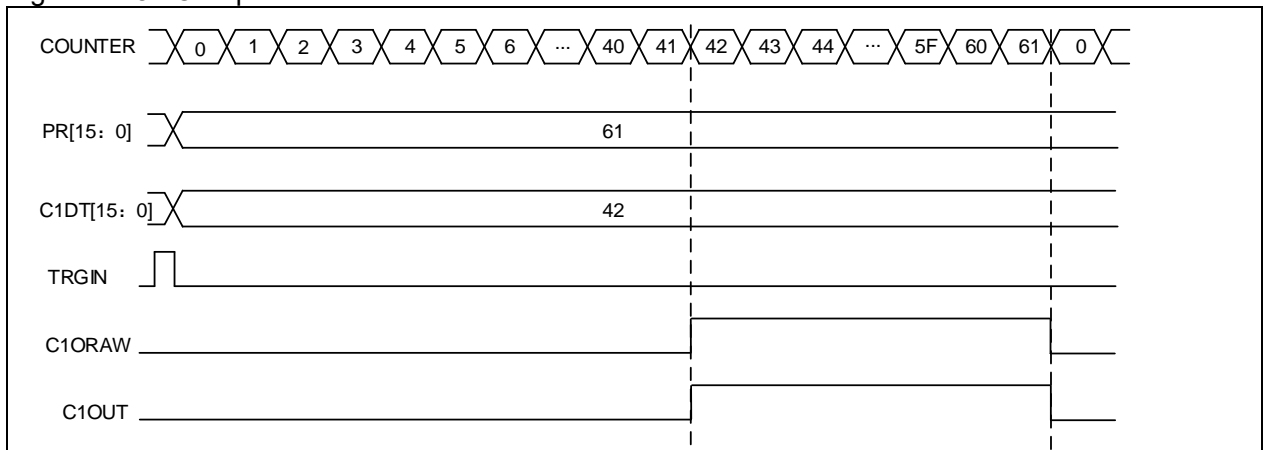 COUNTER 0 1 2 3 4 5 6 ... 40 41 42 43 44 ... 5F 60 61 0
PR[15：0] 61
C1DT[15：0] 42
TRGIN
C1ORAW
C1OUT